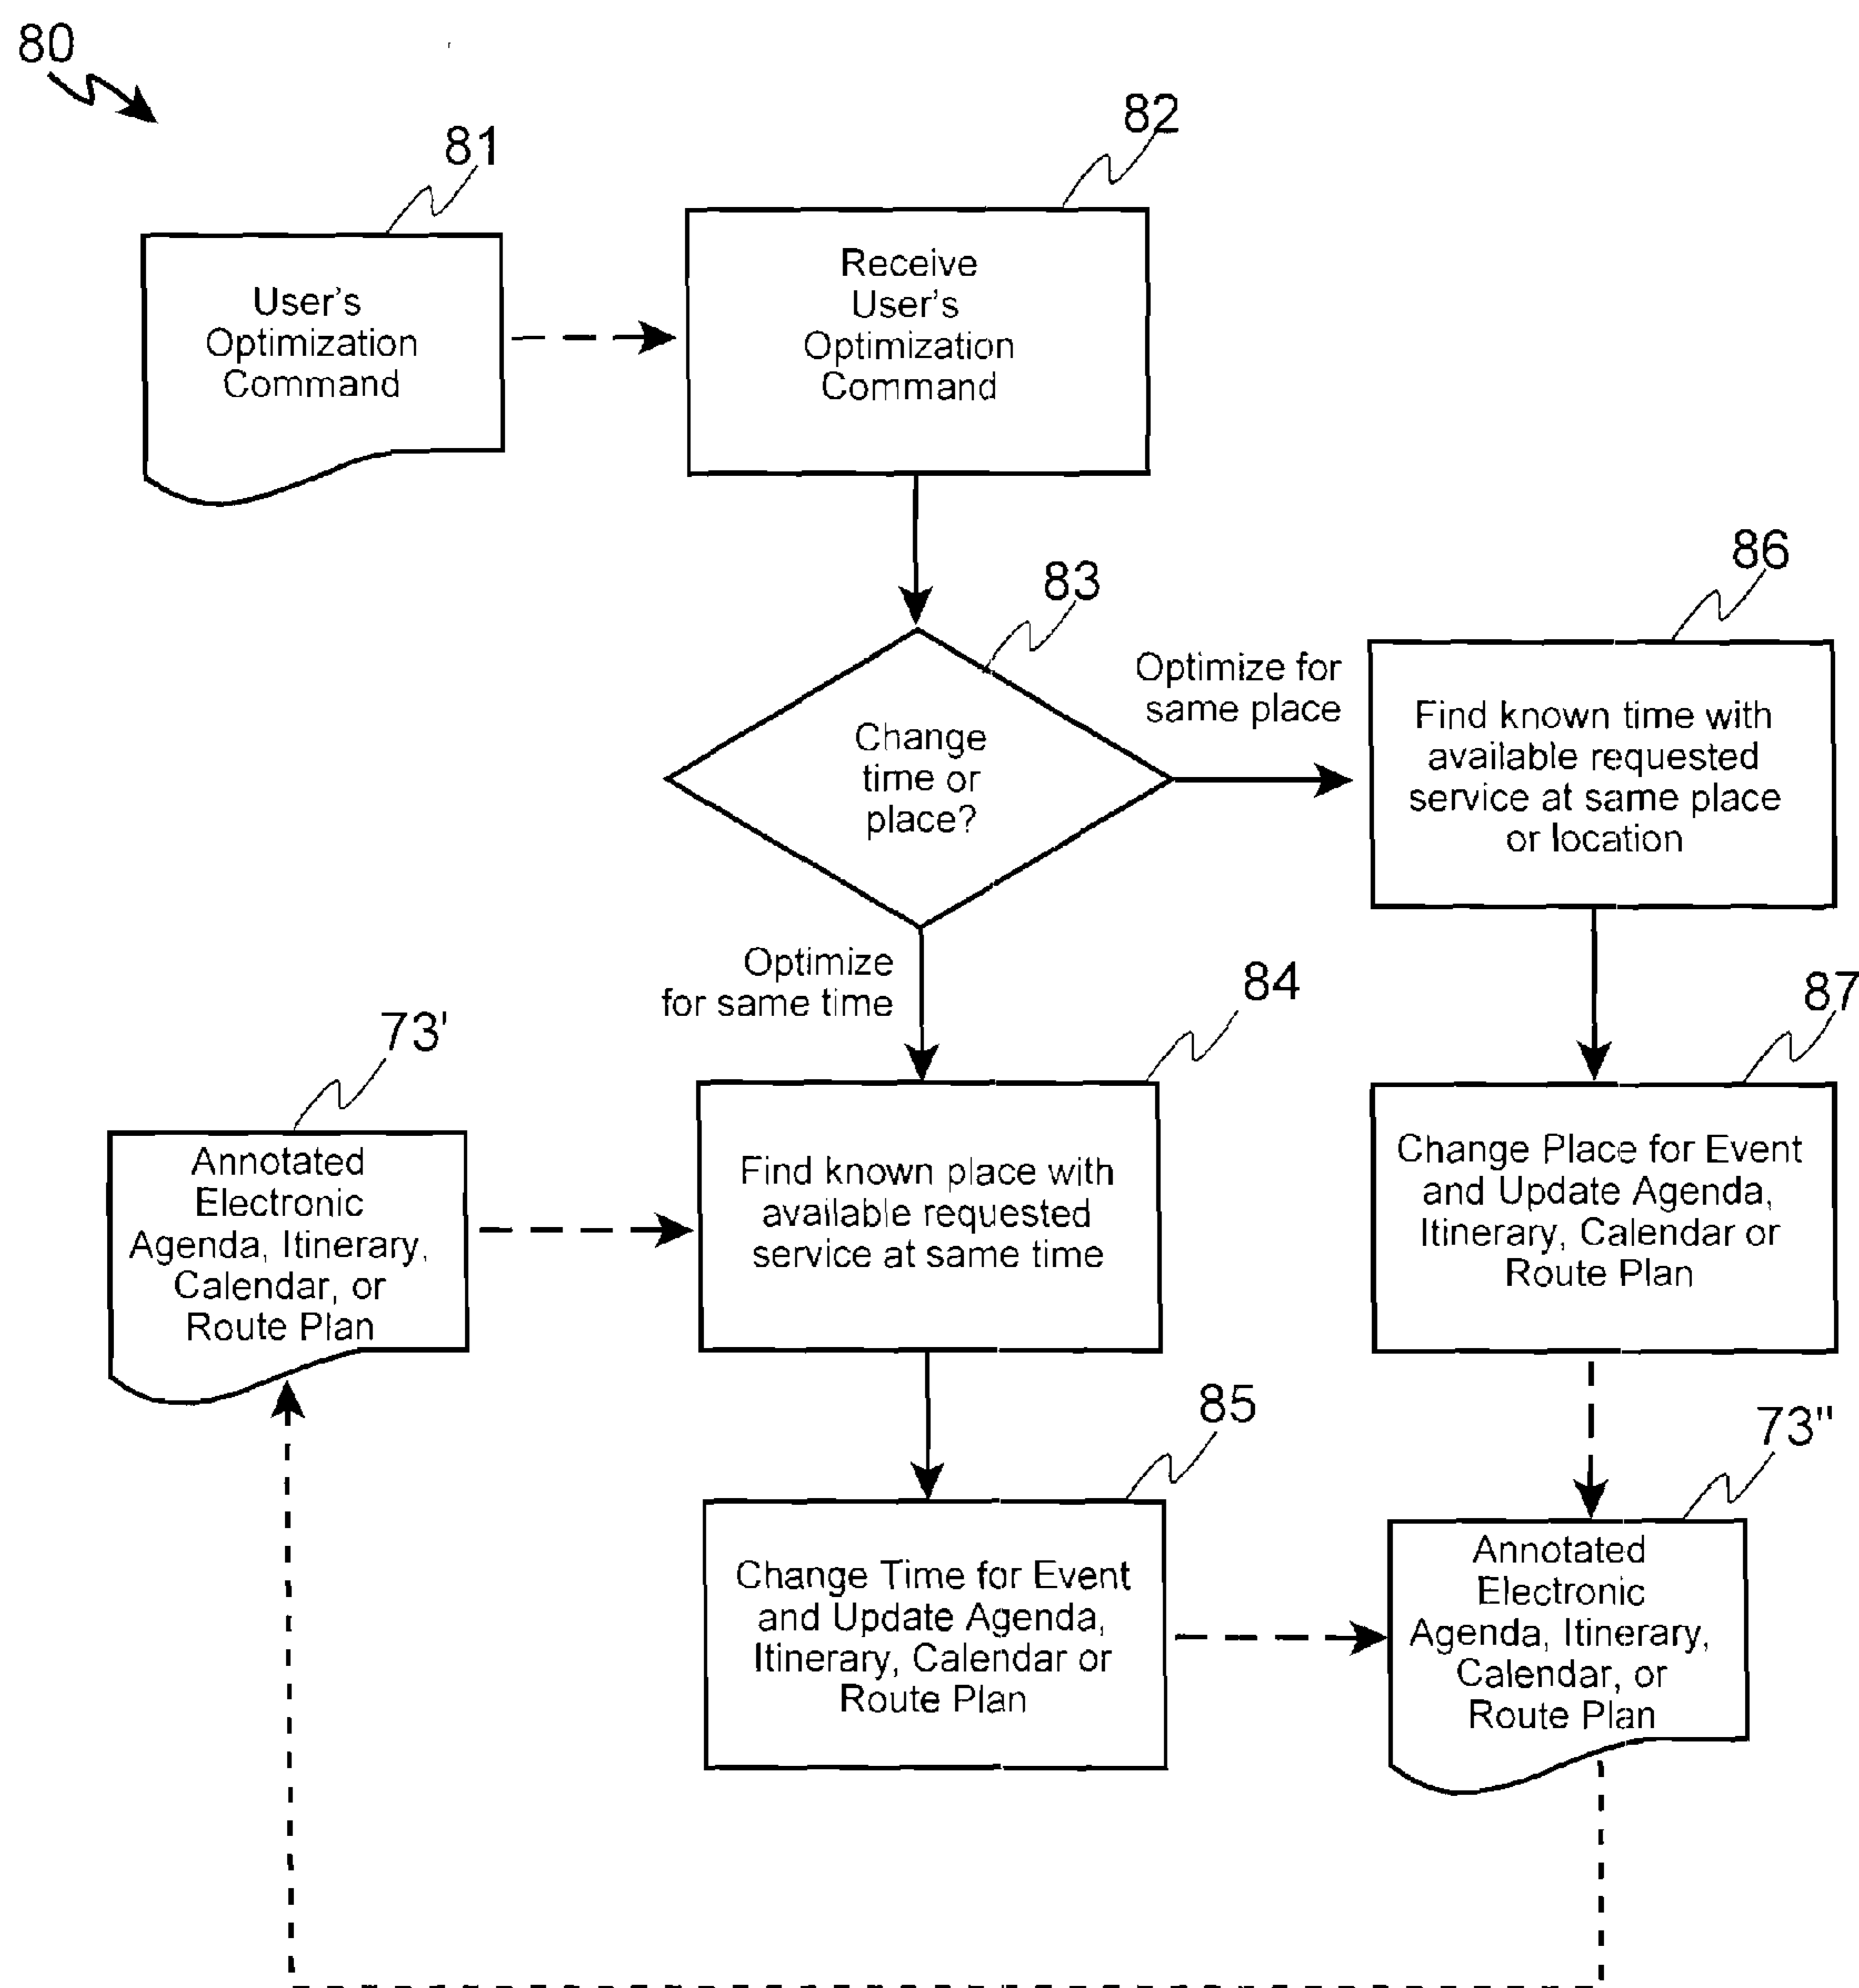 80
81
82
User's
Optimization
Command
Receive
User's
Optimization
Command
83
86
Change
time or
place?
Optimize for
same place
Find known time with
available requested
service at same place
or location
Optimize
for same time
84
87
73'
Annotated
Electronic
Agenda, Itinerary,
Calendar, or
Route Plan
Find known place with
available requested
service at same time
Change Place for Event
and Update Agenda,
Itinerary, Calendar or
Route Plan
85
73"
Change Time for Event
and Update Agenda,
Itinerary, Calendar or
Route Plan
Annotated
Electronic
Agenda, Itinerary,
Calendar, or
Route Plan